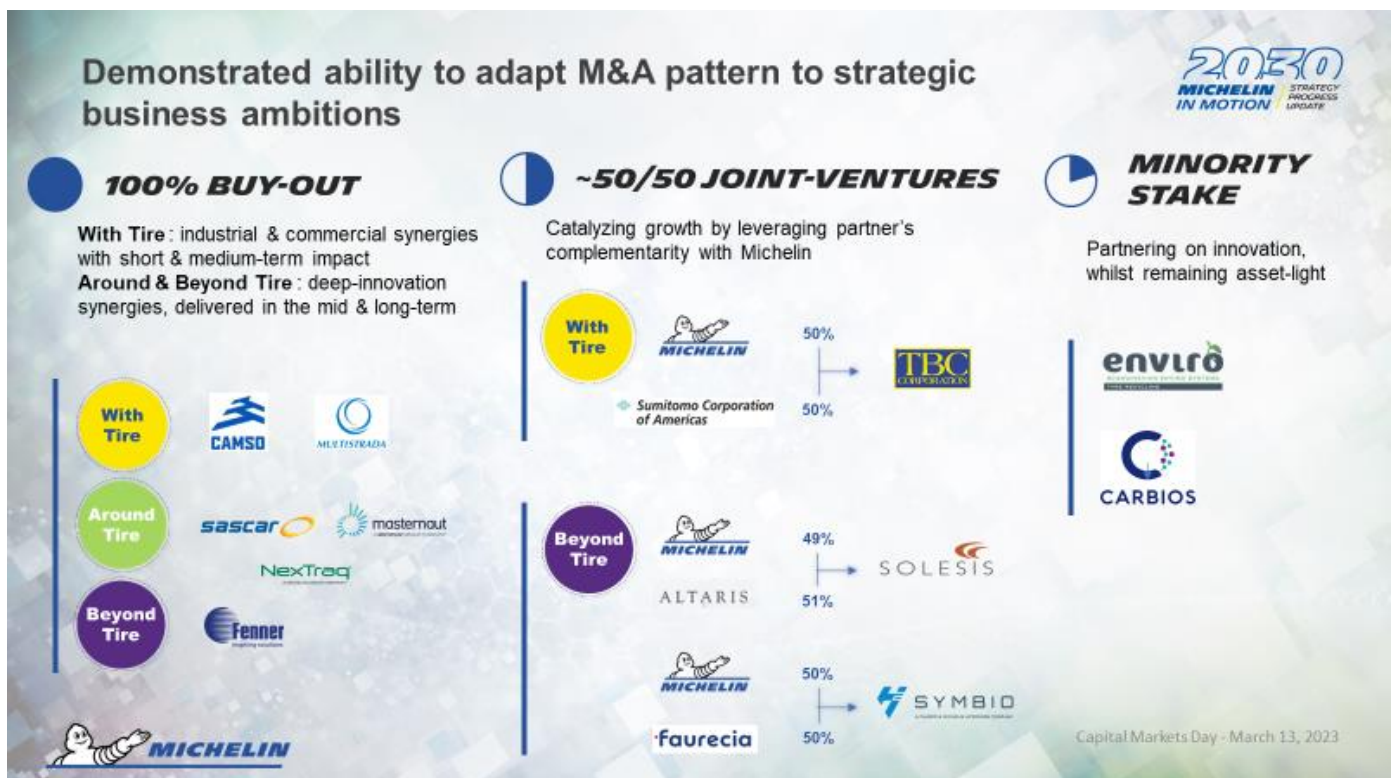 Demonstrated ability to adapt M&A pattern to strategic
business ambitions
2030
MICHELIN
IN MOTION
STRATEGY
PROGRESS
UPDATE
100% BUY-OUT
With Tire : industrial & commercial synergies
with short & medium-term impact
Around & Beyond Tire : deep-innovation
synergies, delivered in the mid & long-term
With
Tire
CAMSO
MULTISTRADA
Around
Tire
sascar
masternaut
NexTraq
Beyond
Tire
Fenner
~50/50 JOINT-VENTURES
Catalyzing growth by leveraging partner's
complementarity with Michelin
With
Tire
MICHELIN
50%
TBC
CORPORATION
Sumitomo Corporation
of Americas
50%
Beyond
Tire
MICHELIN
49%
SOLESIS
ALTARIS
51%
MICHELIN
50%
SYMBIO
faurecia
50%
MINORITY
STAKE
Partnering on innovation,
whilst remaining asset-light
enviro
CARBIOS
MICHELIN
Capital Markets Day - March 13, 2023